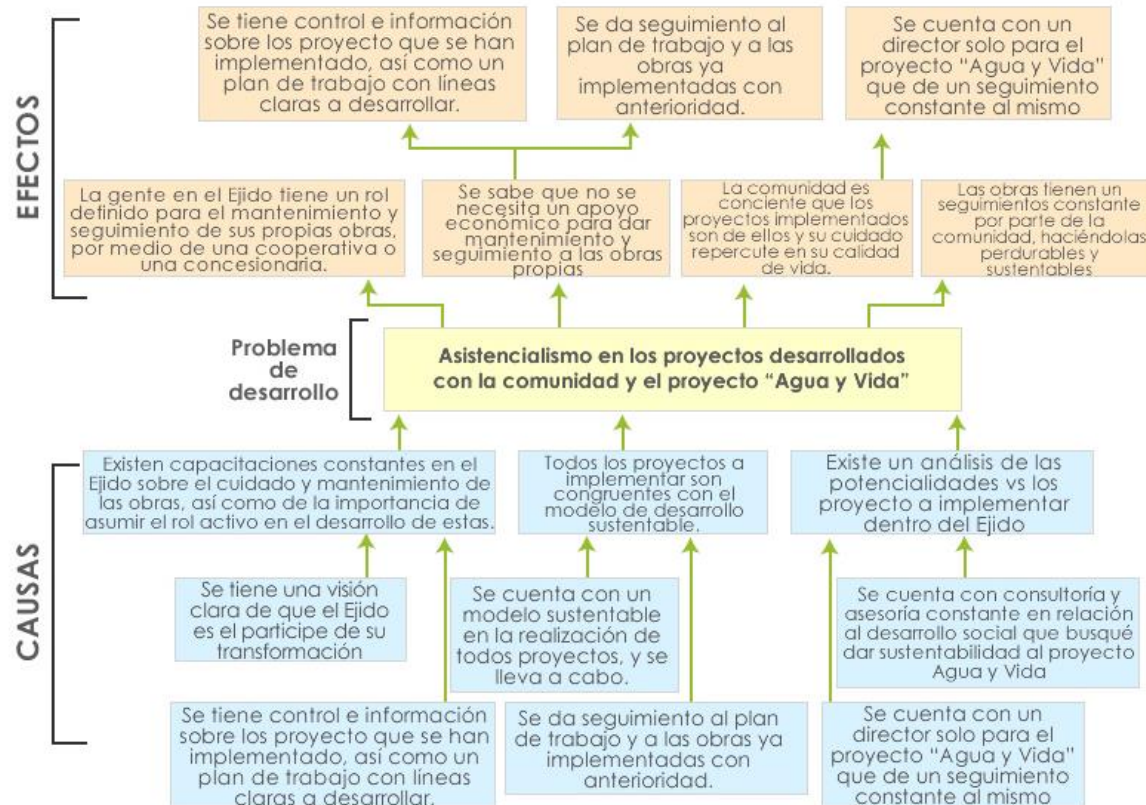 EFECTOS
Se tiene control e información
sobre los proyecto que se han
implementado, así como un
plan de trabajo con líneas
claras a desarrollar.
Se da seguimiento al
plan de trabajo y a las
obras ya
implementadas con
anterioridad.
Se cuenta con un
director solo para el
proyecto “Agua y Vida”
que de un seguimiento
constante al mismo
La gente en el Ejido tiene un rol
definido para el mantenimiento y
seguimiento de sus propias obras,
por medio de una cooperativa o
una concesionaria.
Se sabe que no se
necesita un apoyo
económico para dar
mantenimiento y
seguimiento a las obras
propias
La comunidad es
conciente que los
proyectos implementados
son de ellos y su cuidado
repercute en su calidad
de vida.
Las obras tienen un
seguimientos constante
por parte de la
comunidad, haciéndolas
perdurables y
sustentables
Problema
de
desarrollo
Asistencialismo en los proyectos desarrollados
con la comunidad y el proyecto “Agua y Vida”
CAUSAS
Existen capacitaciones constantes en el
Ejido sobre el cuidado y mantenimiento de
las obras, así como de la importancia de
asumir el rol activo en el desarrollo de estas.
Todos los proyectos a
implementar son
congruentes con el
modelo de desarrollo
sustentable.
Existe un análisis de las
potencialidades vs los
proyecto a implementar
dentro del Ejido
Se tiene una visión
clara de que el Ejido
es el participe de su
transformación
Se cuenta con un
modelo sustentable
en la realización de
todos proyectos, y se
lleva a cabo.
Se cuenta con consultoría y
asesoría constante en relación
al desarrollo social que busqué
dar sustentabilidad al proyecto
Agua y Vida
Se tiene control e información
sobre los proyecto que se han
implementado, así como un
plan de trabajo con líneas
claras a desarrollar.
Se da seguimiento al plan
de trabajo y a las obras ya
implementadas con
anterioridad.
Se cuenta con un
director solo para el
proyecto “Agua y Vida”
que de un seguimiento
constante al mismo